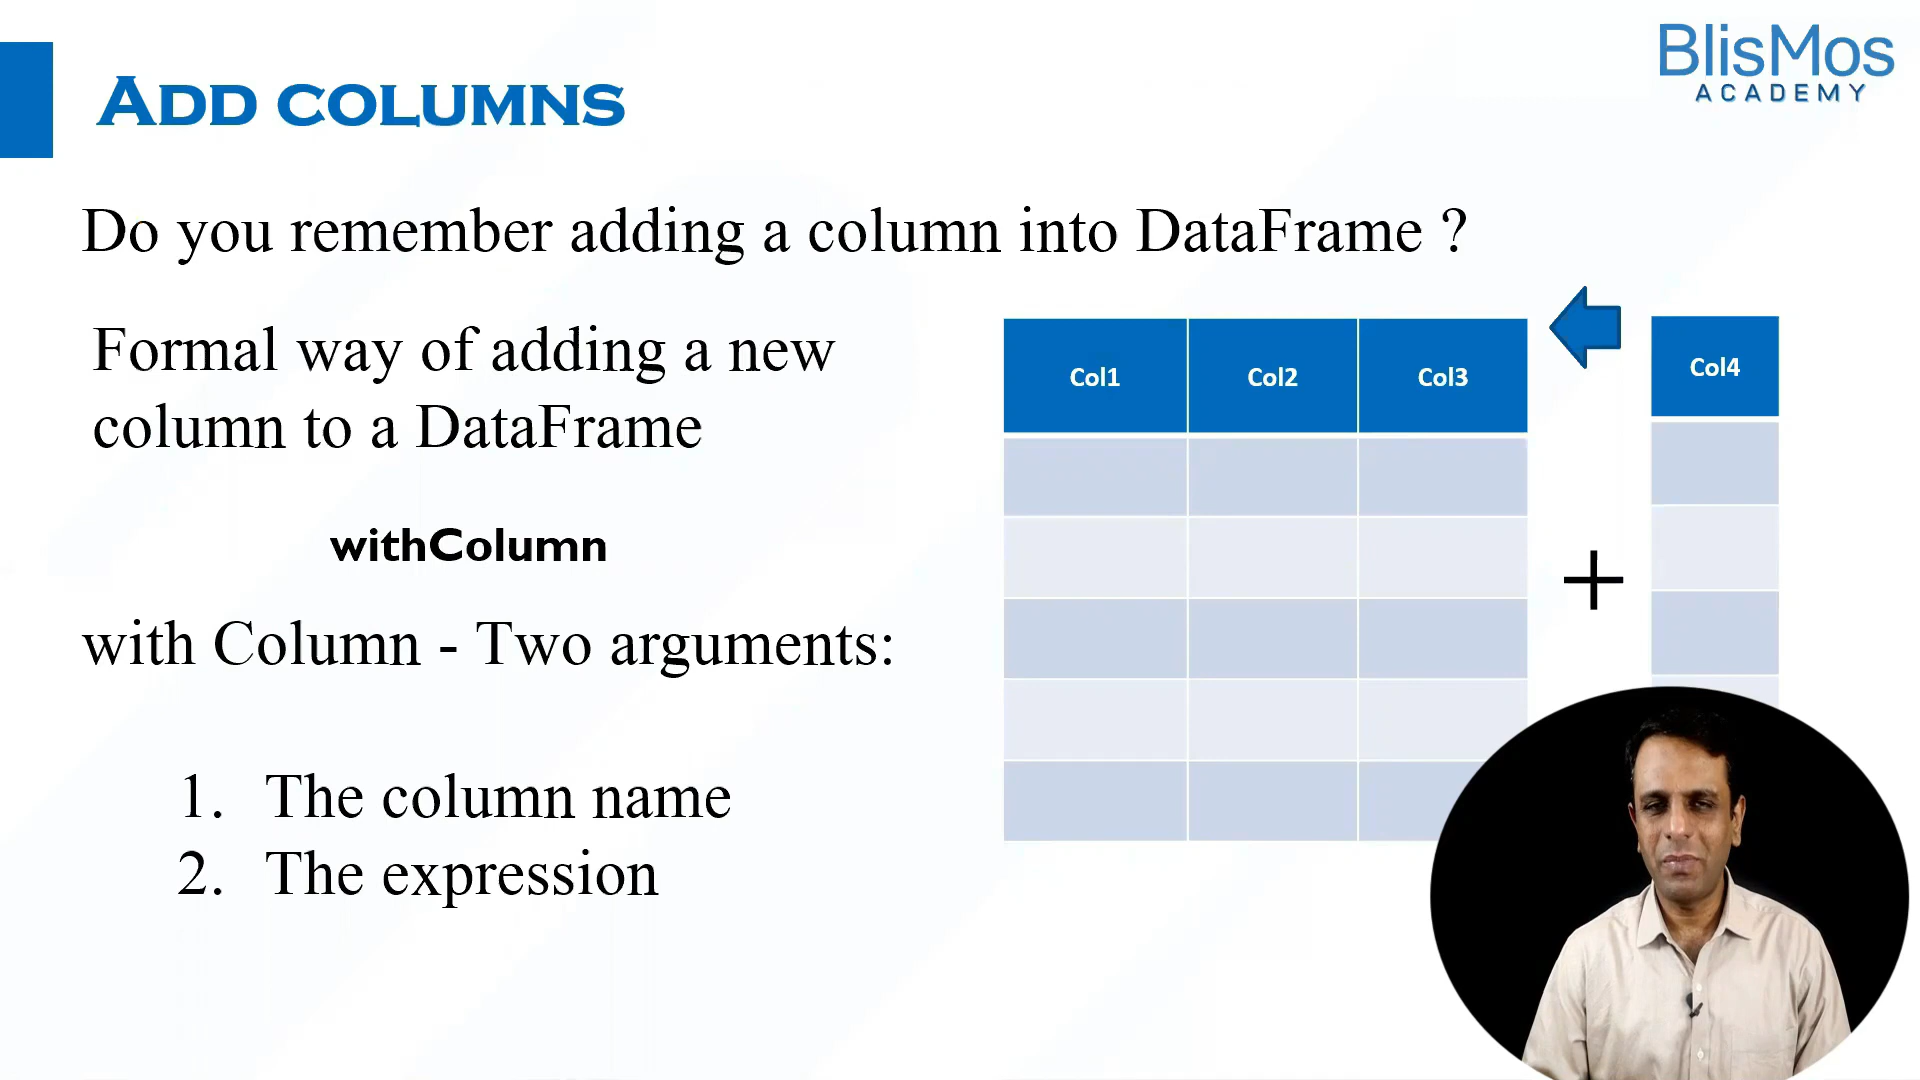 BlisMos
ACADEMY
ADD COLUMNS
Do you remember adding a column into DataFrame ?
Formal way of adding a new
column to a DataFrame
withColumn
with Column - Two arguments:
1. The column name
2. The expression
Col1 Col2 Col3
Col4
+